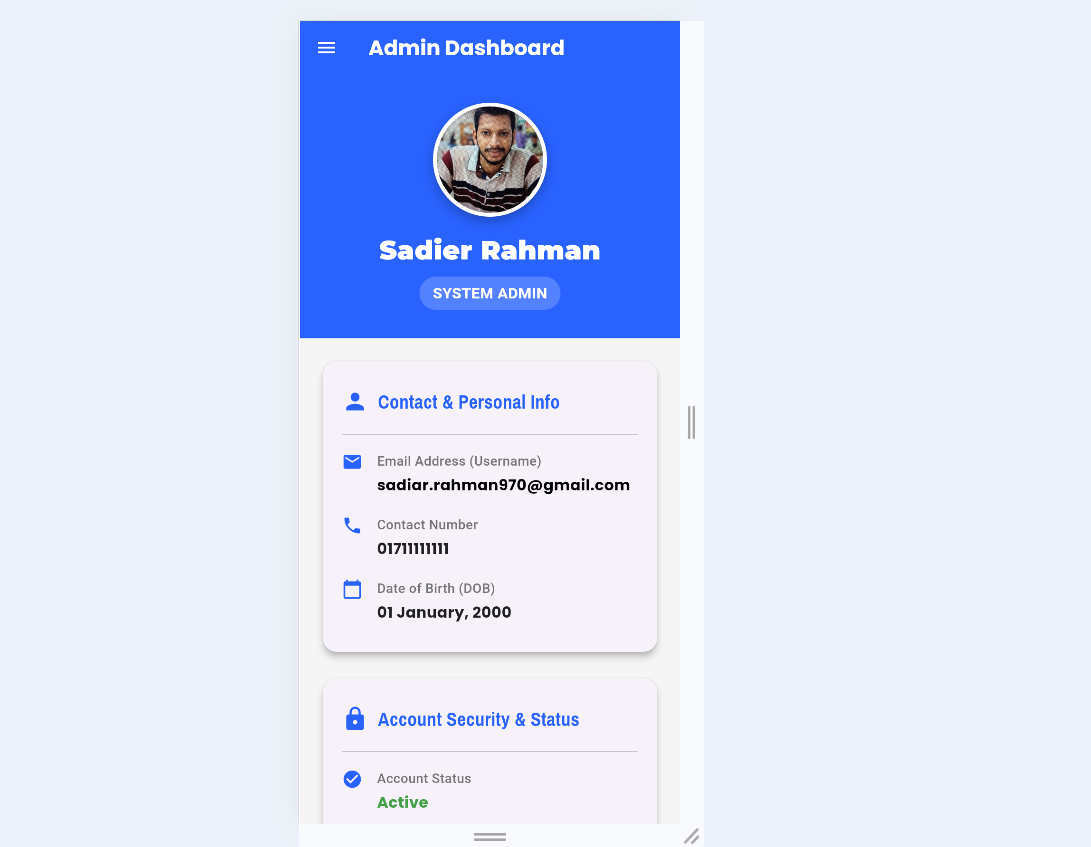 Admin Dashboard
Sadier Rahman
SYSTEM ADMIN
Contact & Personal Info
Email Address (Username)
sadiar.rahman970@gmail.com
Contact Number
01711111111
Date of Birth (DOB)
01 January, 2000
Account Security & Status
Account Status
Active